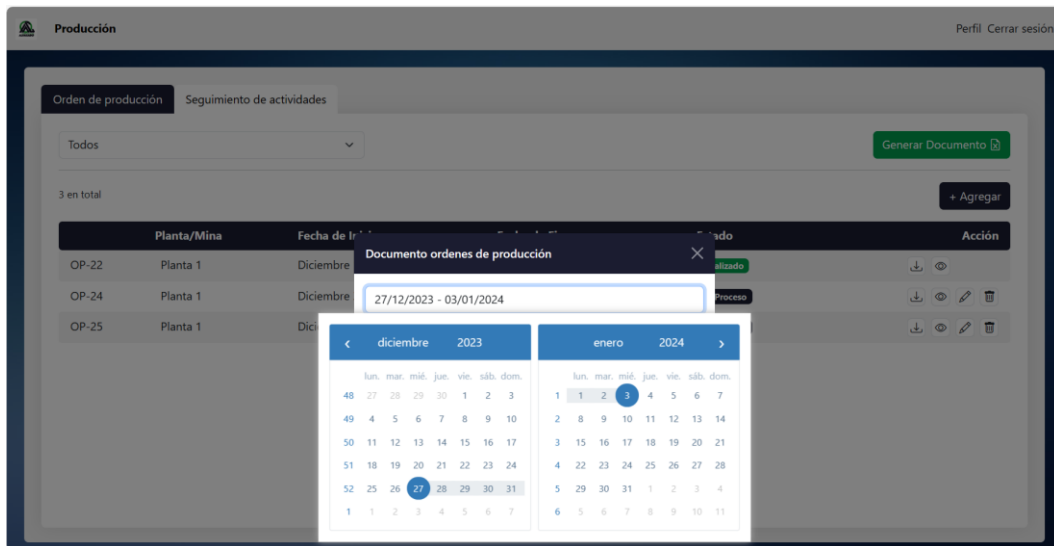 Producción Perfil Cerrar sesión
Orden de producción Seguimiento de actividades
Todos Generar Documento
3 en total + Agregar
Planta/Mina Fecha de Acción
Documento ordenes de producción
OP-22 Planta 1 Diciembre
27/12/2023 - 03/01/2024
OP-24 Planta 1 Diciembre Proceso
OP-25 Planta 1
diciembre 2023 enero 2024
lun. mar. mié. jue. vie. sáb. dom. lun. mar. mié. jue. vie. sáb. dom.
48 27 28 29 30 1 2 3 1 1 2 3 4 5 6 7
49 4 5 6 7 8 9 10 2 8 9 10 11 12 13 14
50 11 12 13 14 15 16 17 3 15 16 17 18 19 20 21
51 18 19 20 21 22 23 24 4 22 23 24 25 26 27 28
52 25 26 27 28 29 30 31 5 29 30 31 1 2 3 4
1 1 2 3 4 5 6 7 6 5 6 7 8 9 10 11